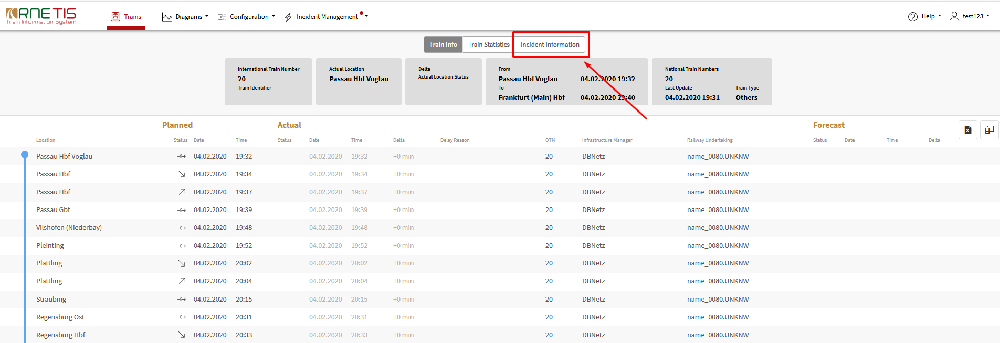 RNE TIS
Train Information System
Trains
Diagrams
Configuration
Incident Management
Help
test123
Train Info
Train Statistics
Incident Information
International Train Number
20
Train Identifier
Actual Location
Passau Hbf Voglau
Delta
Actual Location Status
From
Passau Hbf Voglau 04.02.2020 19:32
To
Frankfurt (Main) Hbf 04.02.2020 23:40
National Train Numbers
20
Last Update Train Type
04.02.2020 19:31 Others
Planned Actual Forecast
Location Status Date Time Status Date Time Delta Delay Reason OTN Infrastructure Manager Railway Undertaking Status Date Time Delta
Passau Hbf Voglau 04.02.2020 19:32 04.02.2020 19:32 +0 min 20 DBNetz name_0080.UNKNW
Passau Hbf 04.02.2020 19:34 04.02.2020 19:34 +0 min 20 DBNetz name_0080.UNKNW
Passau Hbf 04.02.2020 19:37 04.02.2020 19:37 +0 min 20 DBNetz name_0080.UNKNW
Passau Gbf 04.02.2020 19:39 04.02.2020 19:39 +0 min 20 DBNetz name_0080.UNKNW
Vilshofen (Niederbay) 04.02.2020 19:48 04.02.2020 19:48 +0 min 20 DBNetz name_0080.UNKNW
Pleinting 04.02.2020 19:52 04.02.2020 19:52 +0 min 20 DBNetz name_0080.UNKNW
Plattling 04.02.2020 20:02 04.02.2020 20:02 +0 min 20 DBNetz name_0080.UNKNW
Plattling 04.02.2020 20:04 04.02.2020 20:04 +0 min 20 DBNetz name_0080.UNKNW
Straubing 04.02.2020 20:15 04.02.2020 20:15 +0 min 20 DBNetz name_0080.UNKNW
Regensburg Ost 04.02.2020 20:31 04.02.2020 20:31 +0 min 20 DBNetz name_0080.UNKNW
Regensburg Hbf 04.02.2020 20:33 04.02.2020 20:33 +0 min 20 DBNetz name_0080.UNKNW